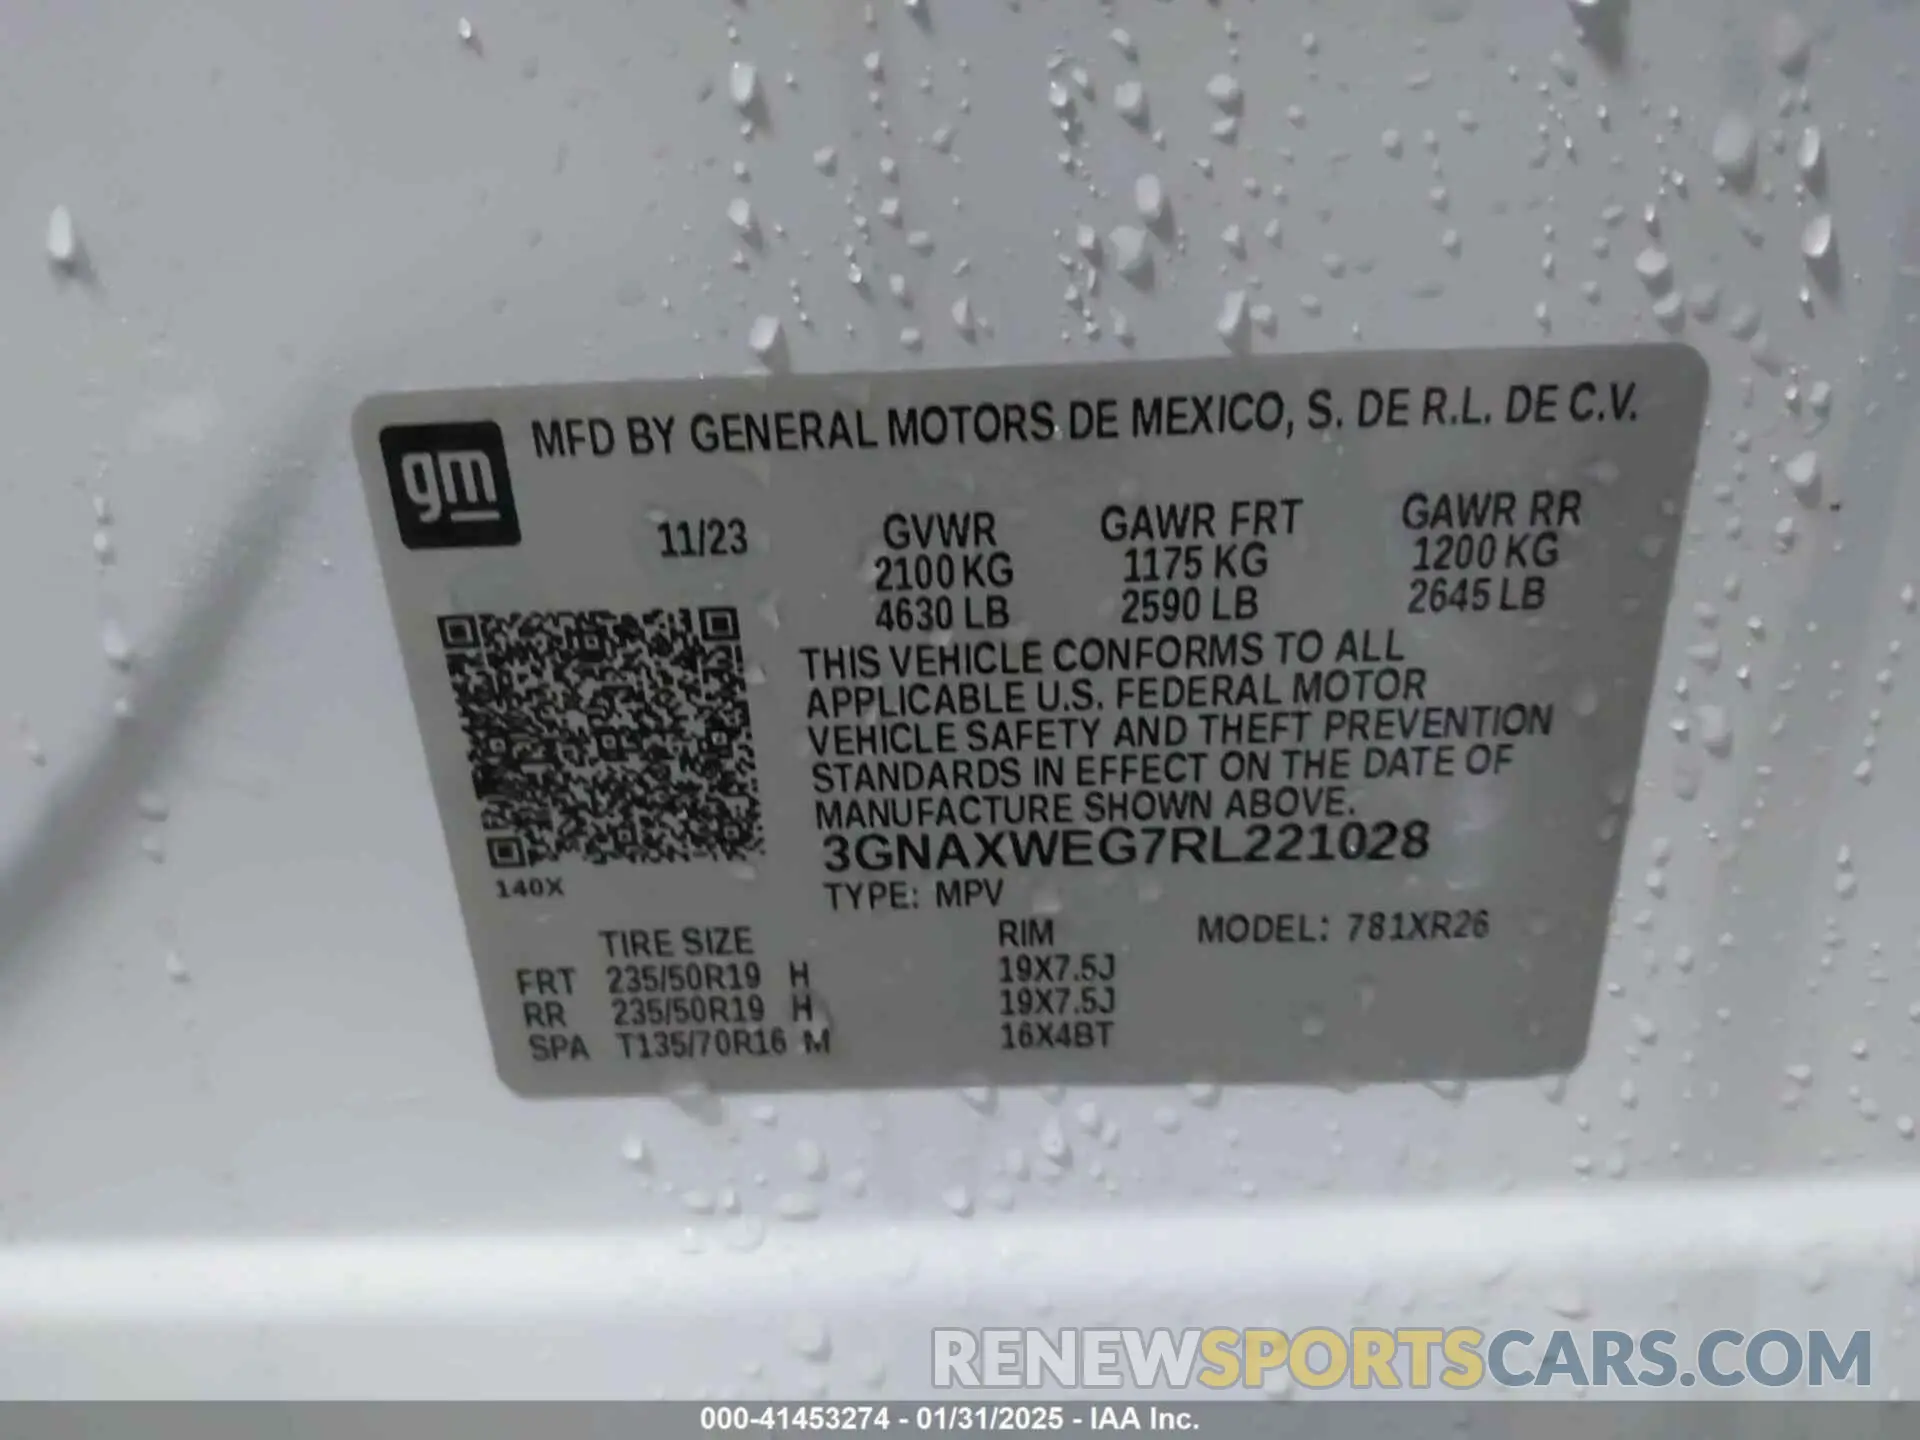 gm
MFD BY GENERAL MOTORS DE MEXICO, S. DE R.L. DE C.V.
11/23
GVWR GAWR FRT GAWR RR
2100 KG 1175 KG 1200 KG
4630 LB 2590 LB 2645 LB
THIS VEHICLE CONFORMS TO ALL
APPLICABLE U.S. FEDERAL MOTOR
VEHICLE SAFETY AND THEFT PREVENTION
STANDARDS IN EFFECT ON THE DATE OF
MANUFACTURE SHOWN ABOVE.
3GNAXWEG7RL221028
140X
TYPE: MPV
TIRE SIZE RIM MODEL: 781XR26
FRT 235/50R19 H 19X7.5J
RR 235/50R19 H 19X7.5J
SPA T135/70R16 M 16X4BT
RENEWSPORTSCARS.COM
000-41453274 - 01/31/2025 - IAA Inc.